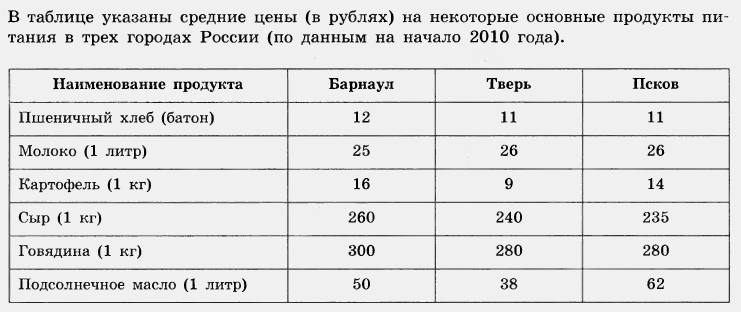 В таблице указаны средние цены (в рублях) на некоторые основные продукты пи-
тания в трех городах России (по данным на начало 2010 года).
Наименование продукта Барнаул Тверь Псков
Пшеничный хлеб (батон) 12 11 11
Молоко (1 литр) 25 26 26
Картофель (1 кг) 16 9 14
Сыр (1 кг) 260 240 235
Говядина (1 кг) 300 280 280
Подсолнечное масло (1 литр) 50 38 62